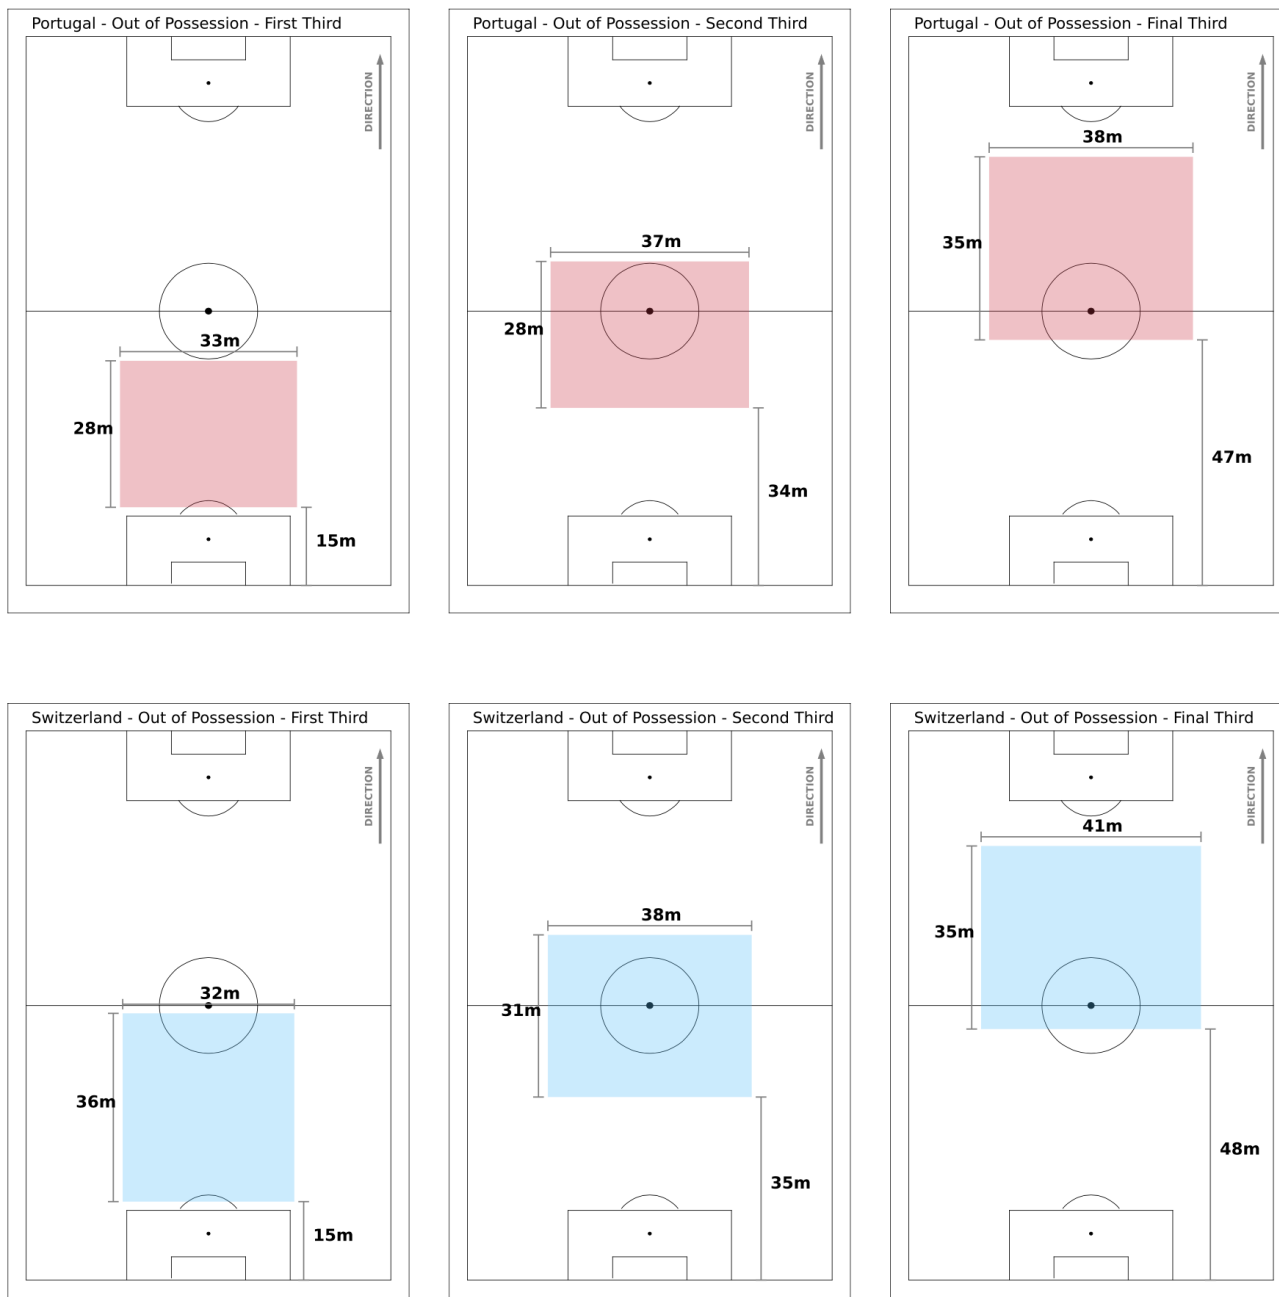 Portugal - Out of Possession - First Third
DIRECTION
33m
28m
15m
Portugal - Out of Possession - Second Third
DIRECTION
37m
28m
34m
Portugal - Out of Possession - Final Third
DIRECTION
38m
35m
47m
Switzerland - Out of Possession - First Third
DIRECTION
32m
36m
15m
Switzerland - Out of Possession - Second Third
DIRECTION
38m
31m
35m
Switzerland - Out of Possession - Final Third
DIRECTION
41m
35m
48m